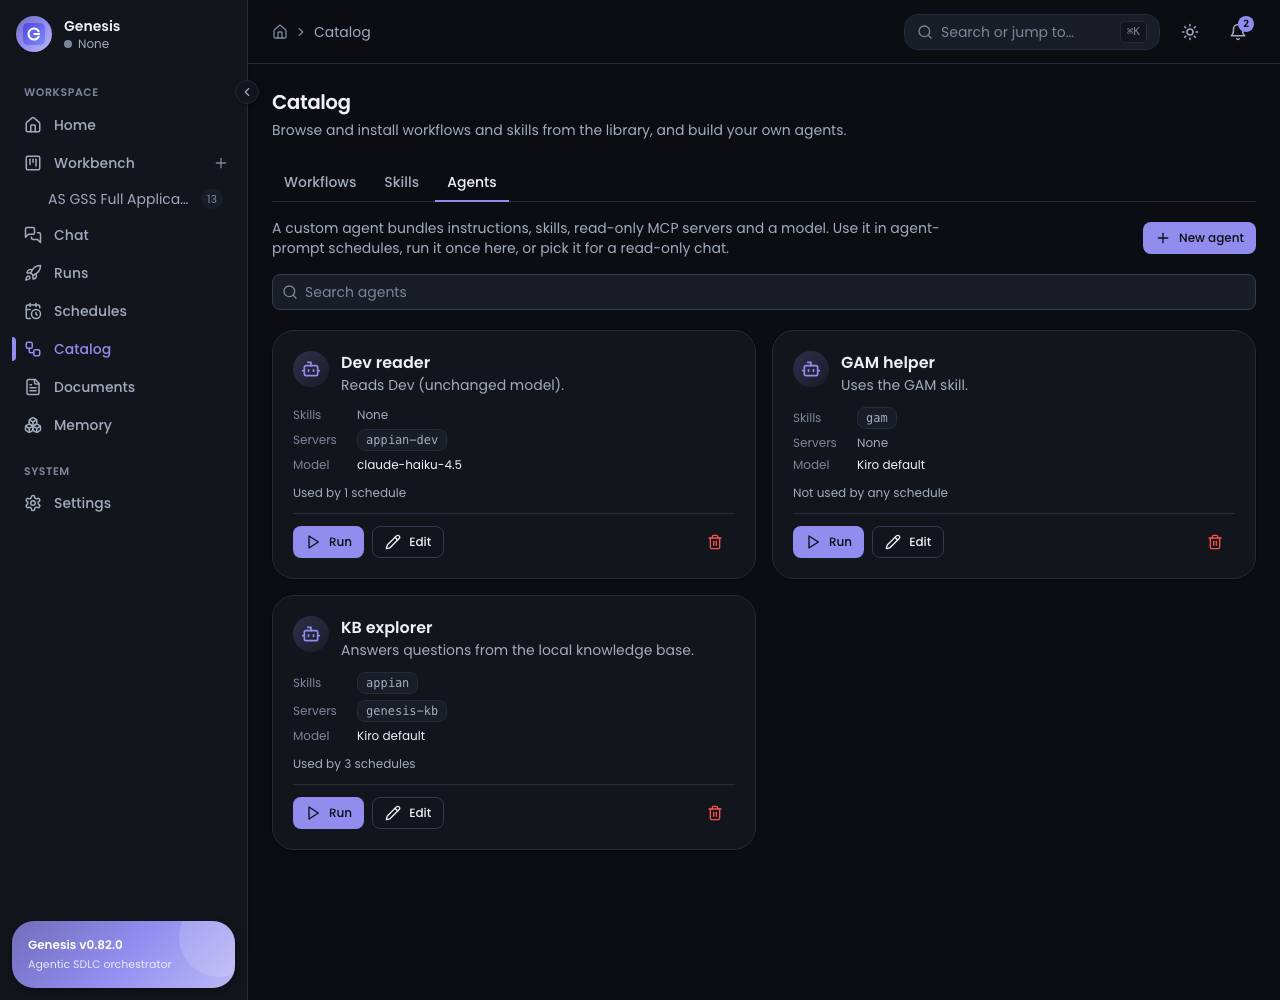 Genesis
None
WORKSPACE
Home
Workbench
AS GSS Full Applica... 13
Chat
Runs
Schedules
Catalog
Documents
Memory
SYSTEM
Settings
Genesis v0.82.0
Agentic SDLC orchestrator
Catalog
Search or jump to... ⌘K
2
Catalog
Browse and install workflows and skills from the library, and build your own agents.
Workflows Skills Agents
A custom agent bundles instructions, skills, read-only MCP servers and a model. Use it in agent-
prompt schedules, run it once here, or pick it for a read-only chat.
New agent
Search agents
Dev reader
Reads Dev (unchanged model).
Skills None
Servers appian-dev
Model claude-haiku-4.5
Used by 1 schedule
Run Edit
GAM helper
Uses the GAM skill.
Skills gam
Servers None
Model Kiro default
Not used by any schedule
Run Edit
KB explorer
Answers questions from the local knowledge base.
Skills appian
Servers genesis-kb
Model Kiro default
Used by 3 schedules
Run Edit